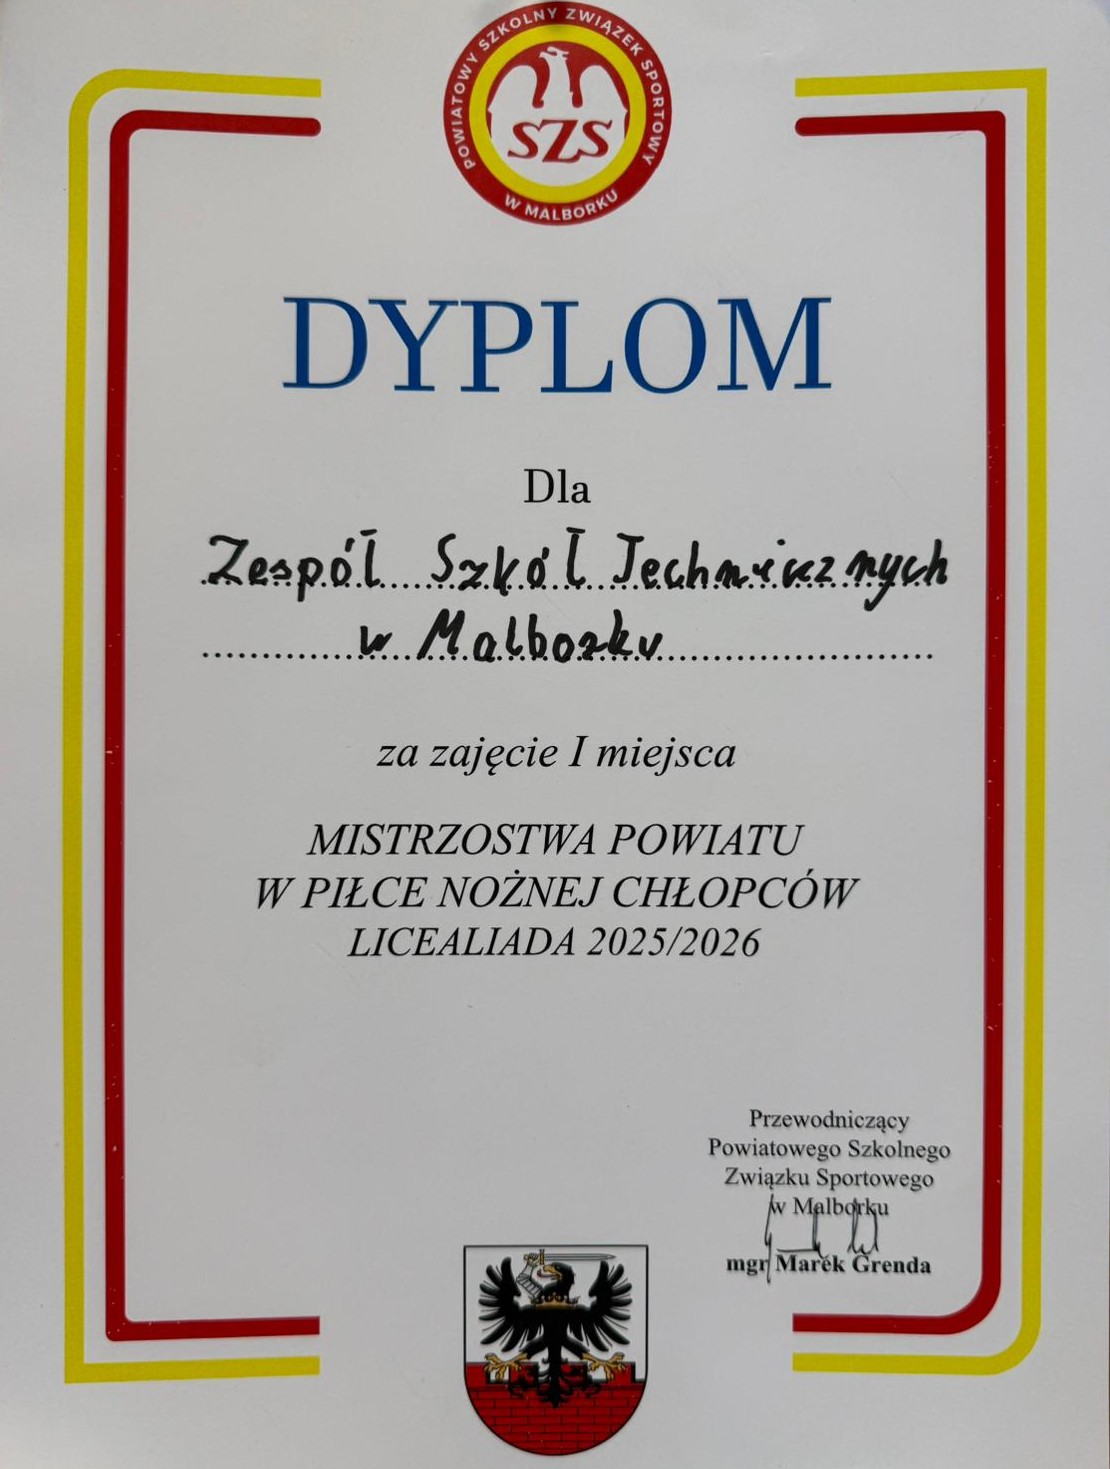 POWIATOWY SZKOLNY ZWIĄZEK SPORTOWY
SZS
W MALBORKU
DYPLOM
Dla
Zespół Szkół Technicznych
w Malborku
za zajęcie I miejsca
MISTRZOSTWA POWIATU
W PIŁCE NOŻNEJ CHŁOPCÓW
LICEALIADA 2025/2026
Przewodniczący
Powiatowego Szkolnego
Związku Sportowego
w Malborku
mgr Marek Grenda